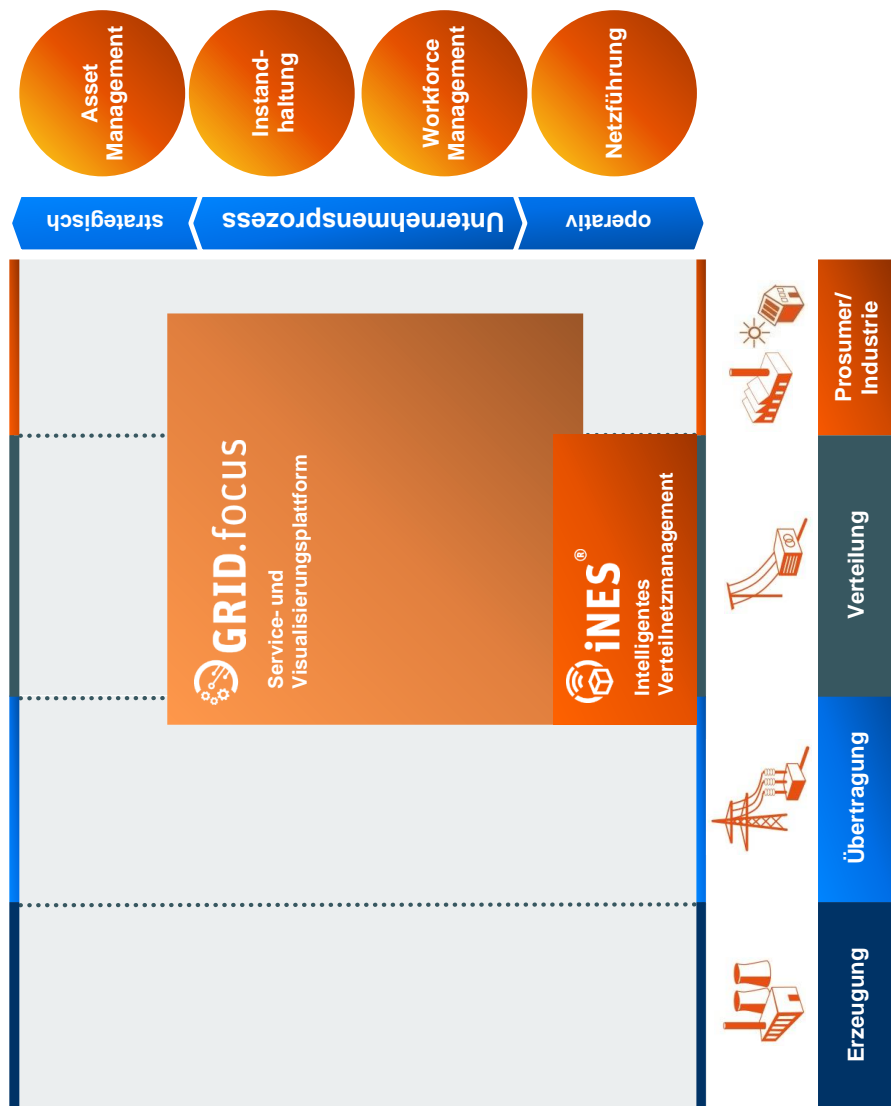 Asset
Management
Instand-
haltung
Workforce
Management
Netzführung
strategisch
Unternehmensprozess
operativ
GRID.focus
Service- und
Visualisierungsplattform
iNES®
Intelligentes
Verteilnetzmanagement
Erzeugung
Übertragung
Verteilung
Prosumer/
Industrie